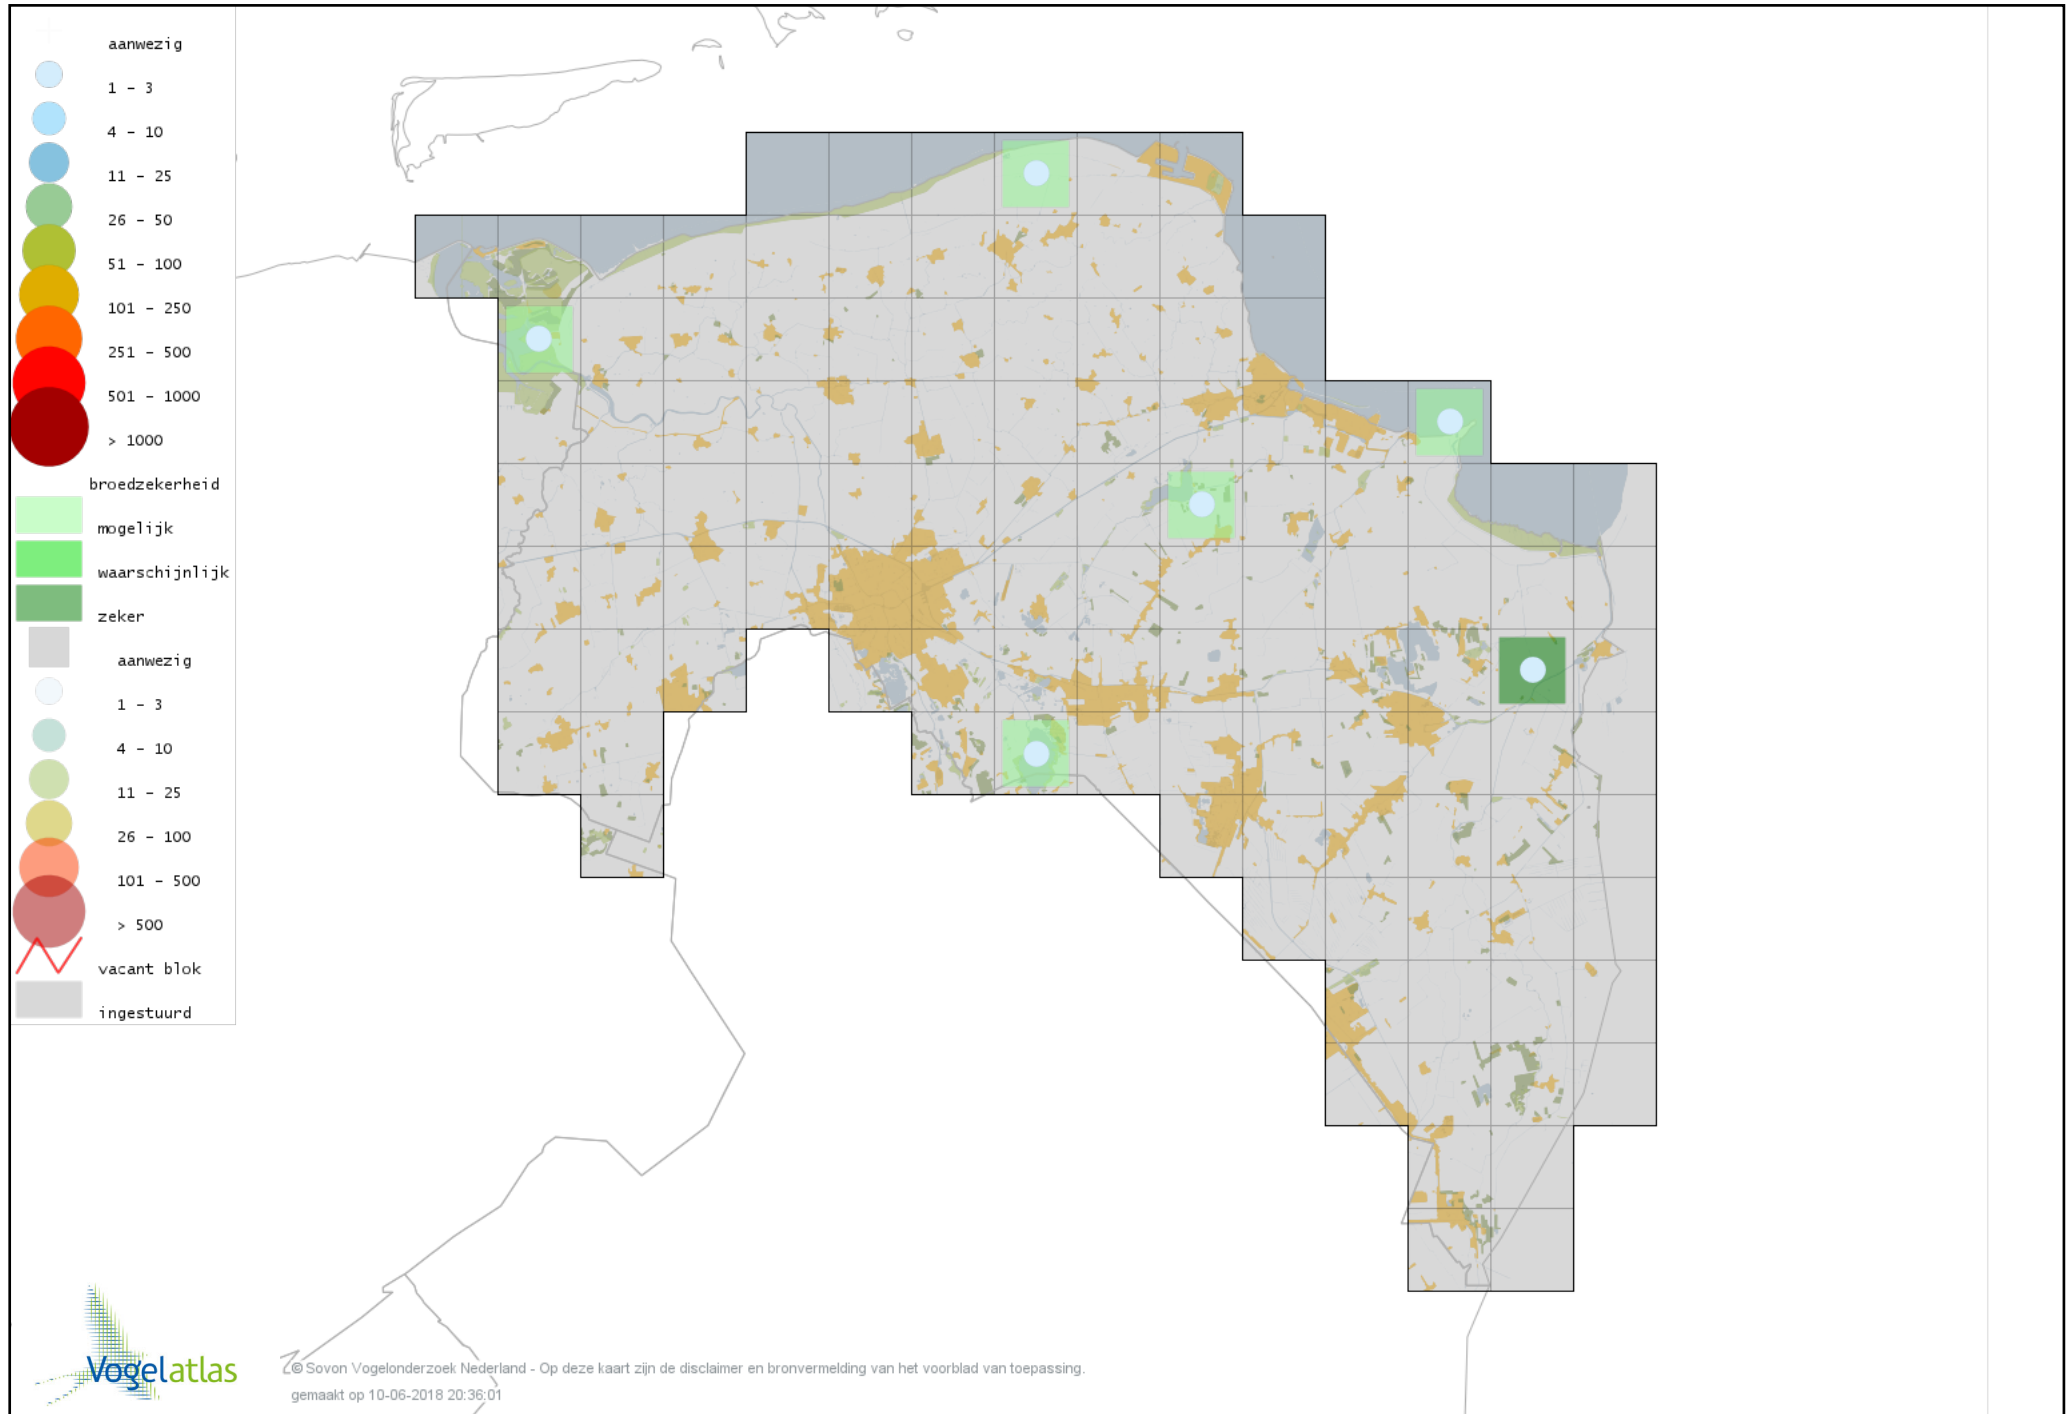 aanwezig
1 - 3
4 - 10
11 - 25
26 - 50
51 - 100
101 - 250
251 - 500
501 - 1000
> 1000
broedzekerheid
mogelijk
waarschijnlijk
zeker
aanwezig
1 - 3
4 - 10
11 - 25
26 - 100
101 - 500
> 500
vacant blok
ingestuurd
Vogelatlas
© Sovon Vogelonderzoek Nederland - Op deze kaart zijn de disclaimer en bronvermelding van het voorblad van toepassing.
gemaakt op 10-06-2018 20:36:01